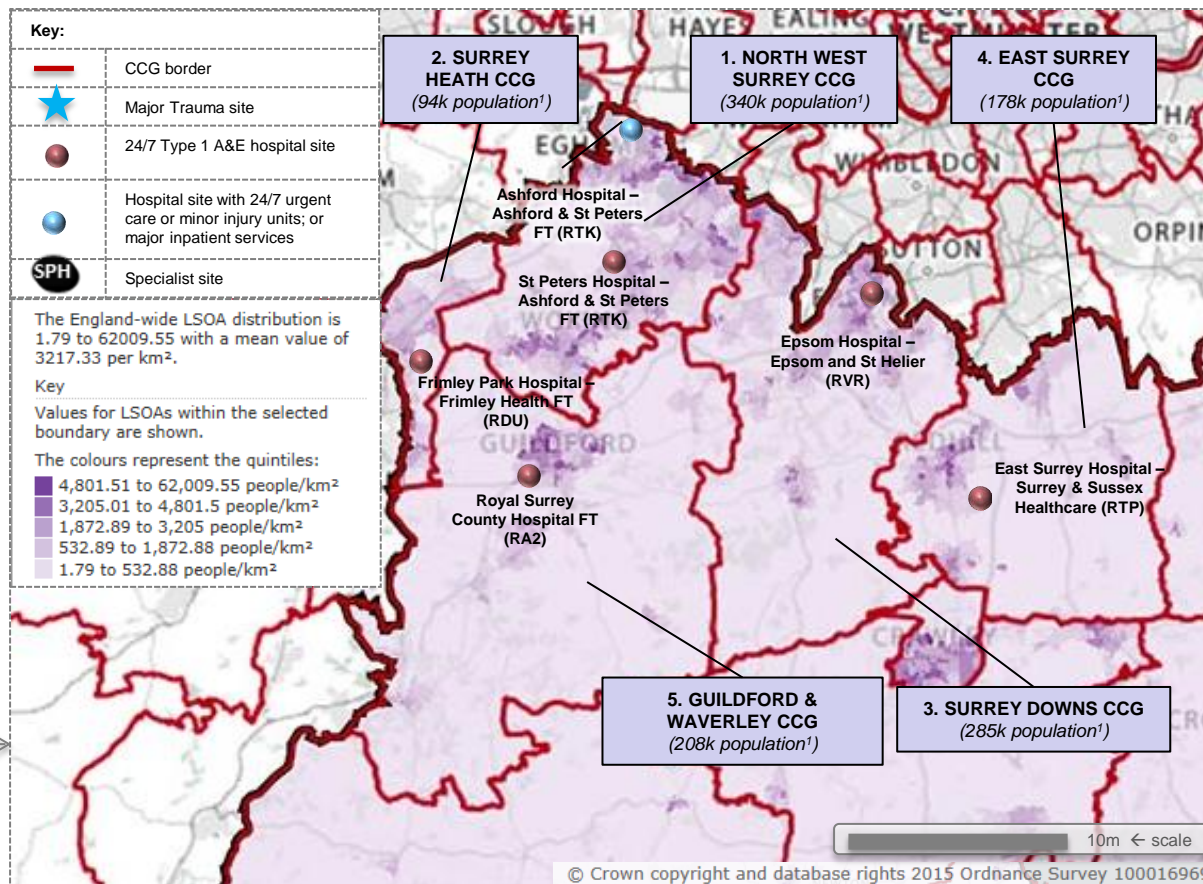 Key:
CCG border
Major Trauma site
24/7 Type 1 A&E hospital site
Hospital site with 24/7 urgent
care or minor injury units; or
major inpatient services
SPH
Specialist site
The England-wide LSOA distribution is
1.79 to 62009.55 with a mean value of
3217.33 per km².
Key
Values for LSOAs within the selected
boundary are shown.
The colours represent the quintiles:
4,801.51 to 62,009.55 people/km²
3,205.01 to 4,801.5 people/km²
1,872.89 to 3,205 people/km²
532.89 to 1,872.88 people/km²
1.79 to 532.88 people/km²
SLOUGH
HAYES
EALING
WESTMINSTER
2. SURREY
HEATH CCG
(94k population¹)
1. NORTH WEST
SURREY CCG
(340k population¹)
4. EAST SURREY
CCG
(178k population¹)
EGH
WIMBLEDON
SUTTON
ORPIN
Ashford Hospital –
Ashford & St Peters
FT (RTK)
St Peters Hospital –
Ashford & St Peters
FT (RTK)
Epsom Hospital –
Epsom and St Helier
(RVR)
Frimley Park Hospital –
Frimley Health FT
(RDU)
GUILDFORD
Royal Surrey
County Hospital FT
(RA2)
East Surrey Hospital –
Surrey & Sussex
Healthcare (RTP)
CRAWLEY
5. GUILDFORD &
WAVERLEY CCG
(208k population¹)
3. SURREY DOWNS CCG
(285k population¹)
10m ← scale
© Crown copyright and database rights 2015 Ordnance Survey 10001696